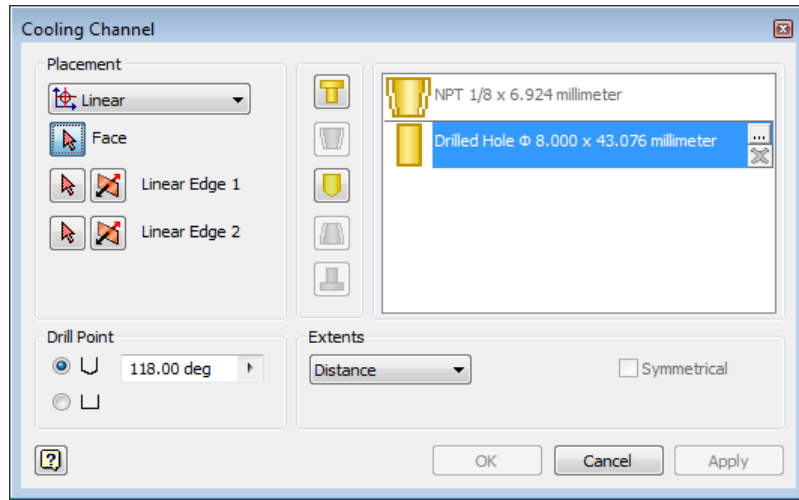 Cooling Channel
Placement
Linear
Face
Linear Edge 1
Linear Edge 2
NPT 1/8 x 6.924 millimeter
Drilled Hole Φ 8.000 x 43.076 millimeter
...
Drill Point
118.00 deg
Extents
Distance
Symmetrical
?
OK
Cancel
Apply